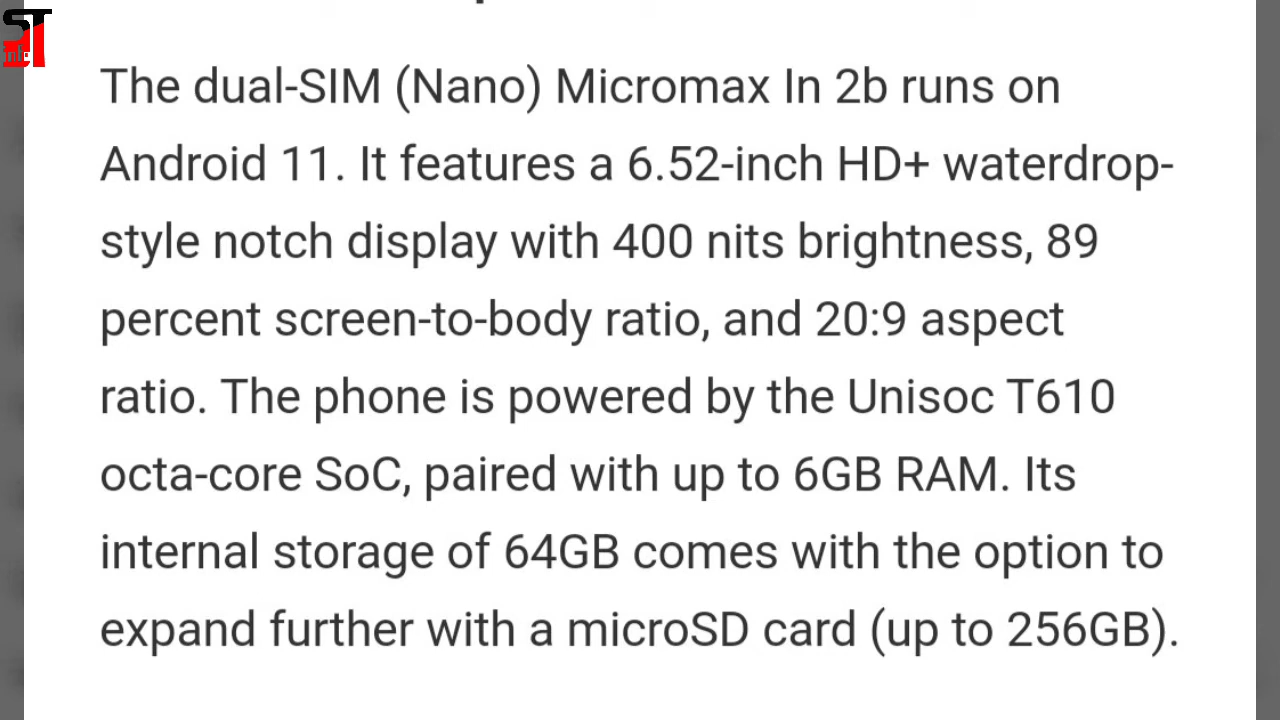 ST
The dual-SIM (Nano) Micromax In 2b runs on
Android 11. It features a 6.52-inch HD+ waterdrop-
style notch display with 400 nits brightness, 89
percent screen-to-body ratio, and 20:9 aspect
ratio. The phone is powered by the Unisoc T610
octa-core SoC, paired with up to 6GB RAM. Its
internal storage of 64GB comes with the option to
expand further with a microSD card (up to 256GB).